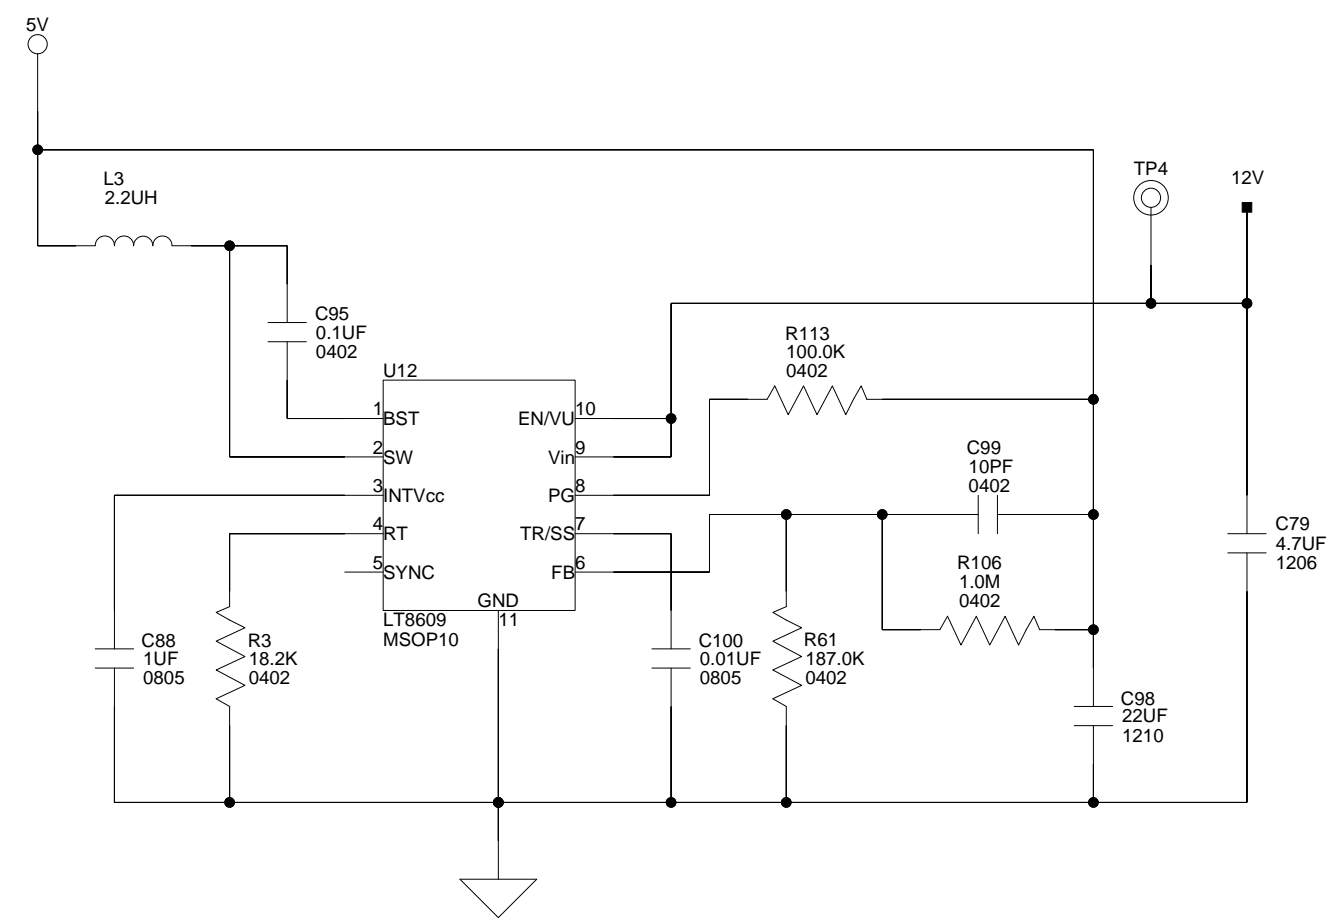 5V
L3
2.2UH
TP4
12V
C95
0.1UF
0402
R113
100.0K
0402
U12
1
BST
EN/VU
10
2
SW
Vin
9
3
INTVcc
PG
8
4
RT
TR/SS
7
5
SYNC
FB
6
GND
11
LT8609
MSOP10
C99
10PF
0402
R106
1.0M
0402
C79
4.7UF
1206
C88
1UF
0805
R3
18.2K
0402
C100
0.01UF
0805
R61
187.0K
0402
C98
22UF
1210